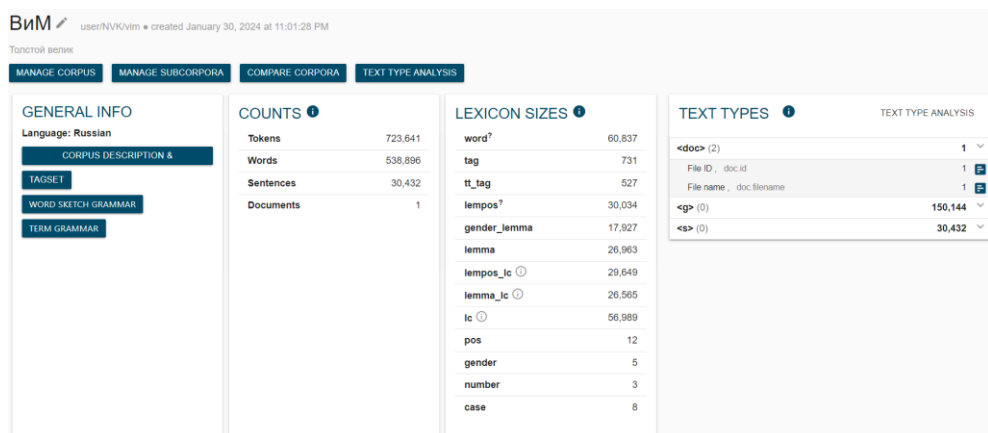 ВиМ user/NVK/vim ● created January 30, 2024 at 11:01:28 PM
Толстой велик
MANAGE CORPUS MANAGE SUBCORPORA COMPARE CORPORA TEXT TYPE ANALYSIS
GENERAL INFO
Language: Russian
CORPUS DESCRIPTION &
TAGSET
WORD SKETCH GRAMMAR
TERM GRAMMAR
COUNTS
Tokens 723,641
Words 538,896
Sentences 30,432
Documents 1
LEXICON SIZES
word? 60,837
tag 731
tt_tag 527
lempos? 30,034
gender_lemma 17,927
lemma 26,963
lempos_lc 29,649
lemma_lc 26,565
lc 56,989
pos 12
gender 5
number 3
case 8
TEXT TYPES TEXT TYPE ANALYSIS
<doc> (2) 1
File ID , doc.id 1
File name , doc.filename 1
<g> (0) 150,144
<s> (0) 30,432